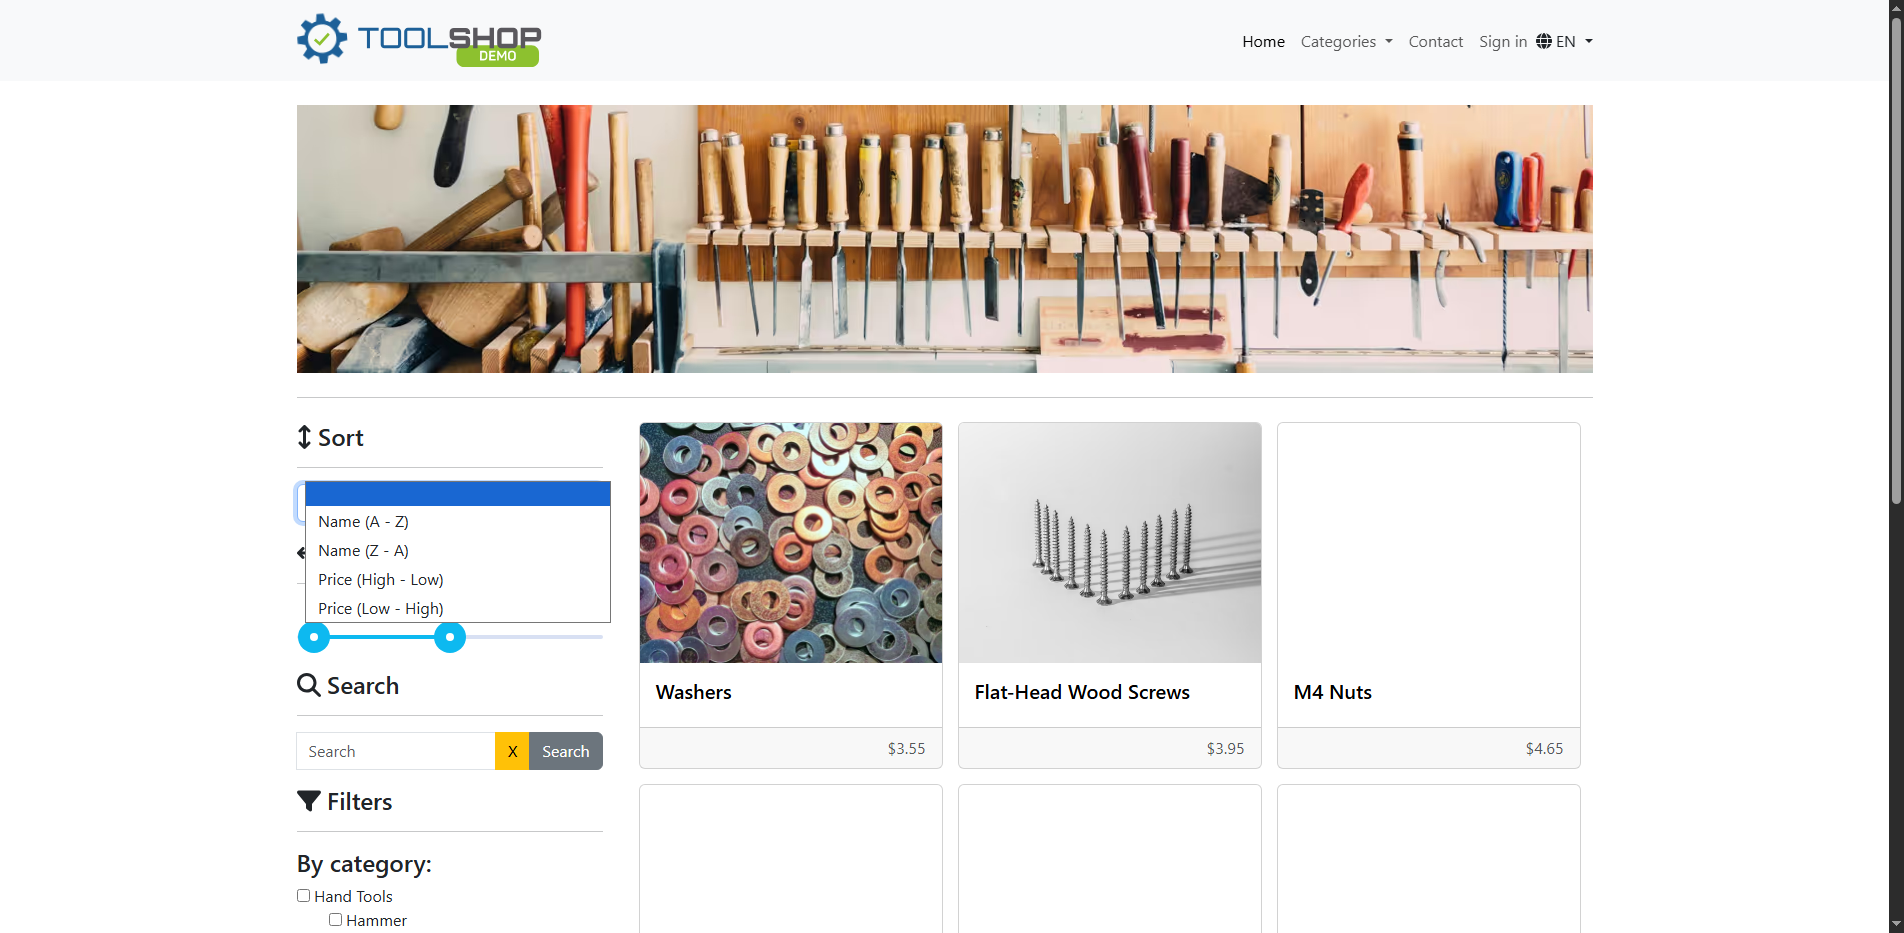 TOOLSHOP
DEMO
Home Categories Contact Sign in EN
Sort
Name (A - Z)
Name (Z - A)
Price (High - Low)
Price (Low - High)
Search
Search X Search
Filters
By category:
Hand Tools
Hammer
Washers
$3.55
Flat-Head Wood Screws
$3.95
M4 Nuts
$4.65